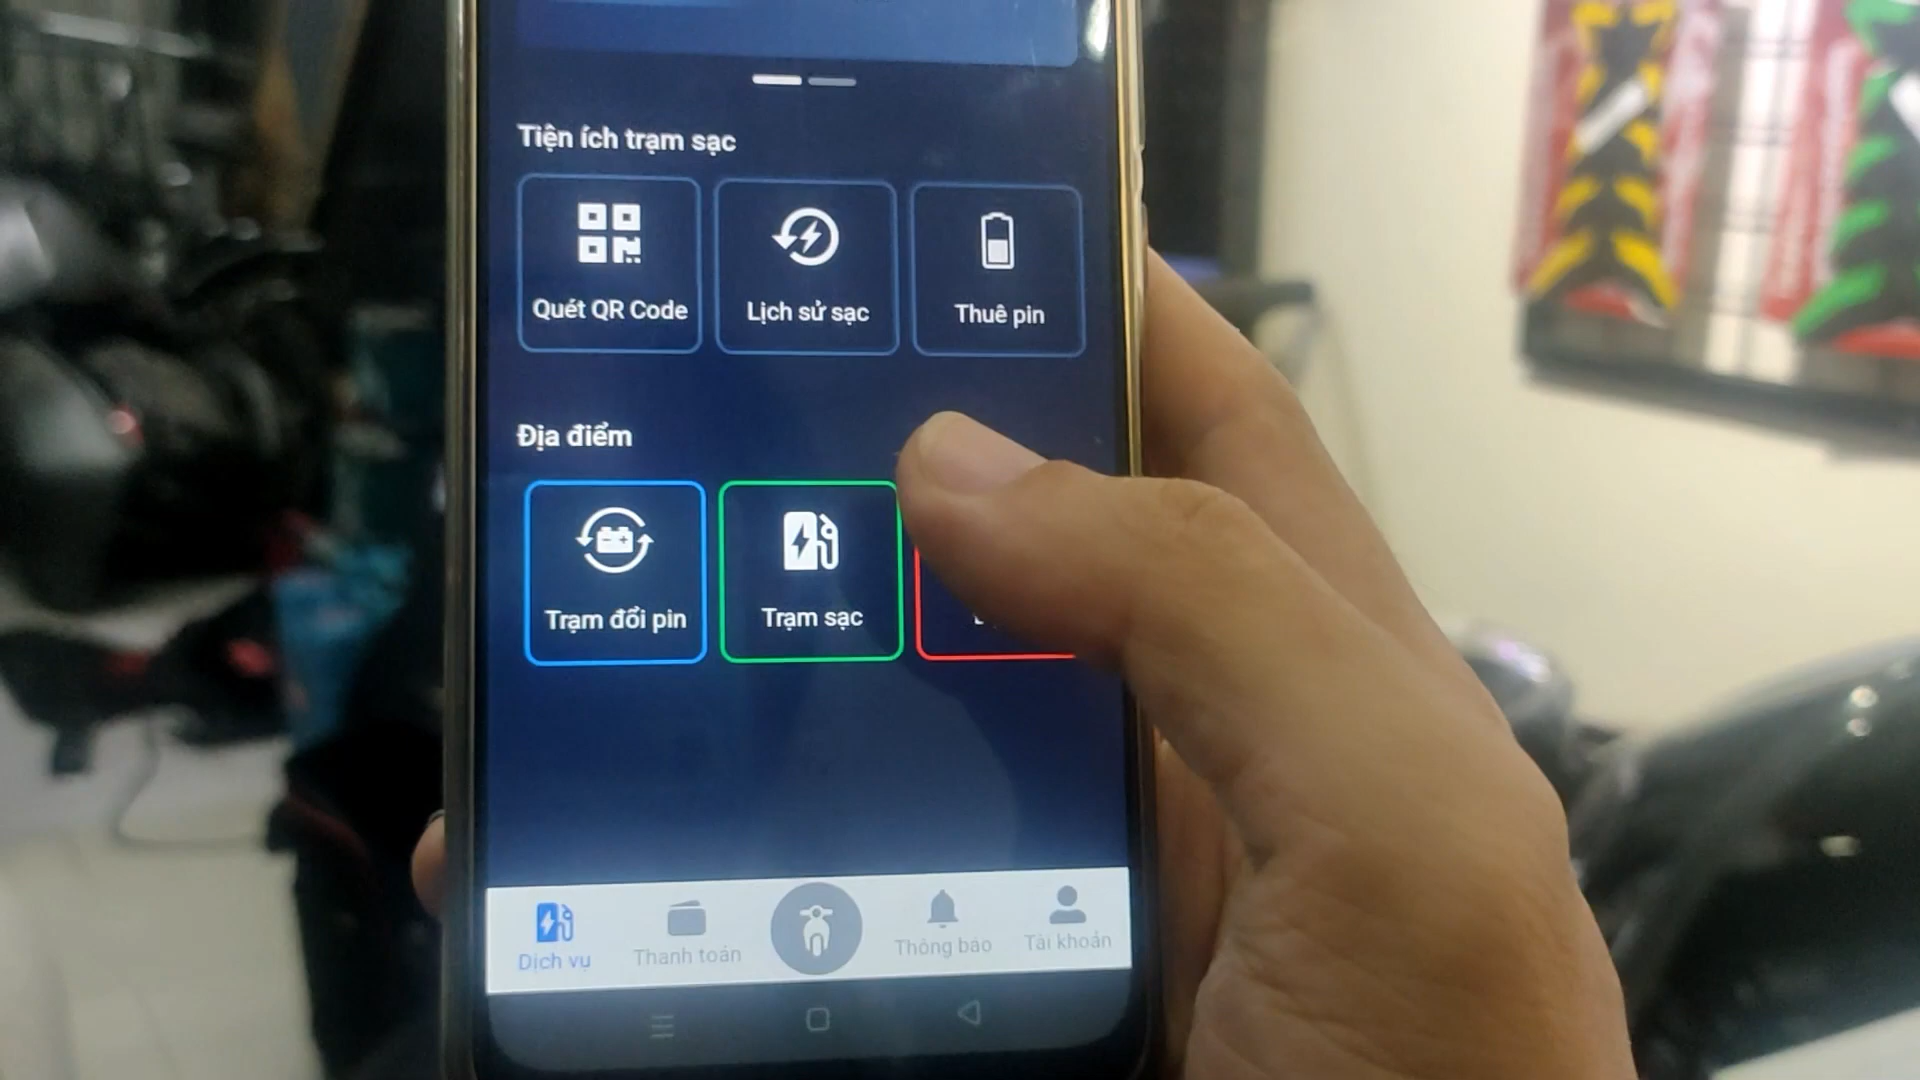 Tiện ích trạm sạc
Quét QR Code
Lịch sử sạc
Thuê pin
Địa điểm
Trạm đổi pin
Trạm sạc
Dịch vụ
Thanh toán
Thông báo
Tài khoản